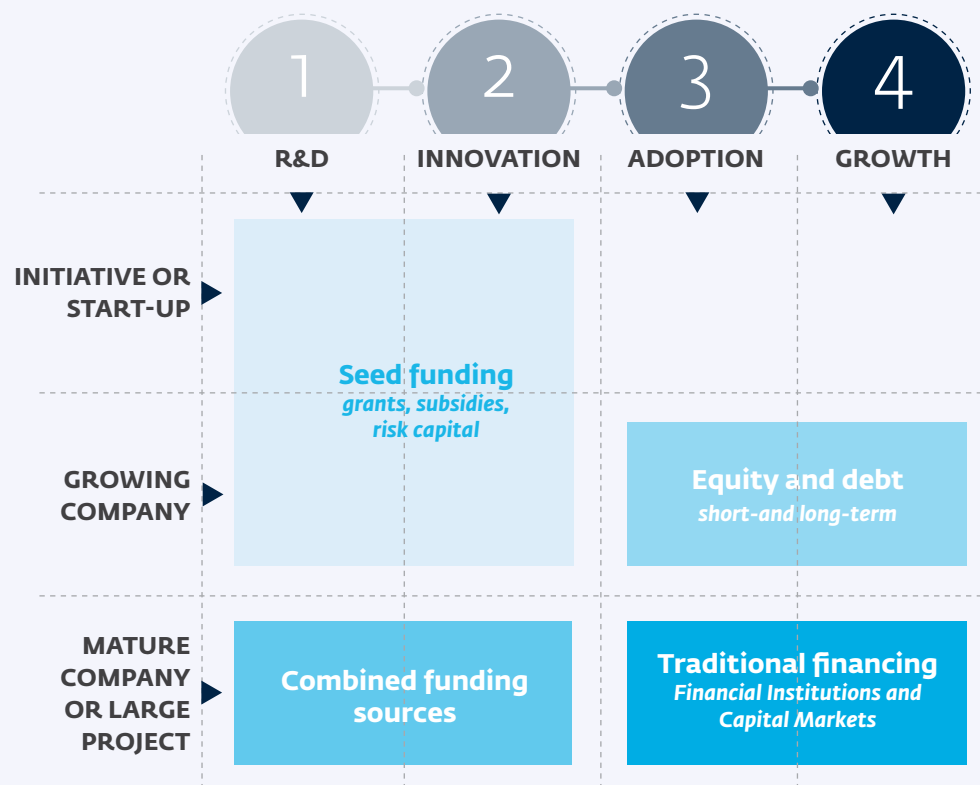 1
2
3
4
R&D
INNOVATION
ADOPTION
GROWTH
INITIATIVE OR
START-UP
Seed funding
grants, subsidies,
risk capital
GROWING
COMPANY
Equity and debt
short-and long-term
MATURE
COMPANY
OR LARGE
PROJECT
Combined funding
sources
Traditional financing
Financial Institutions and
Capital Markets